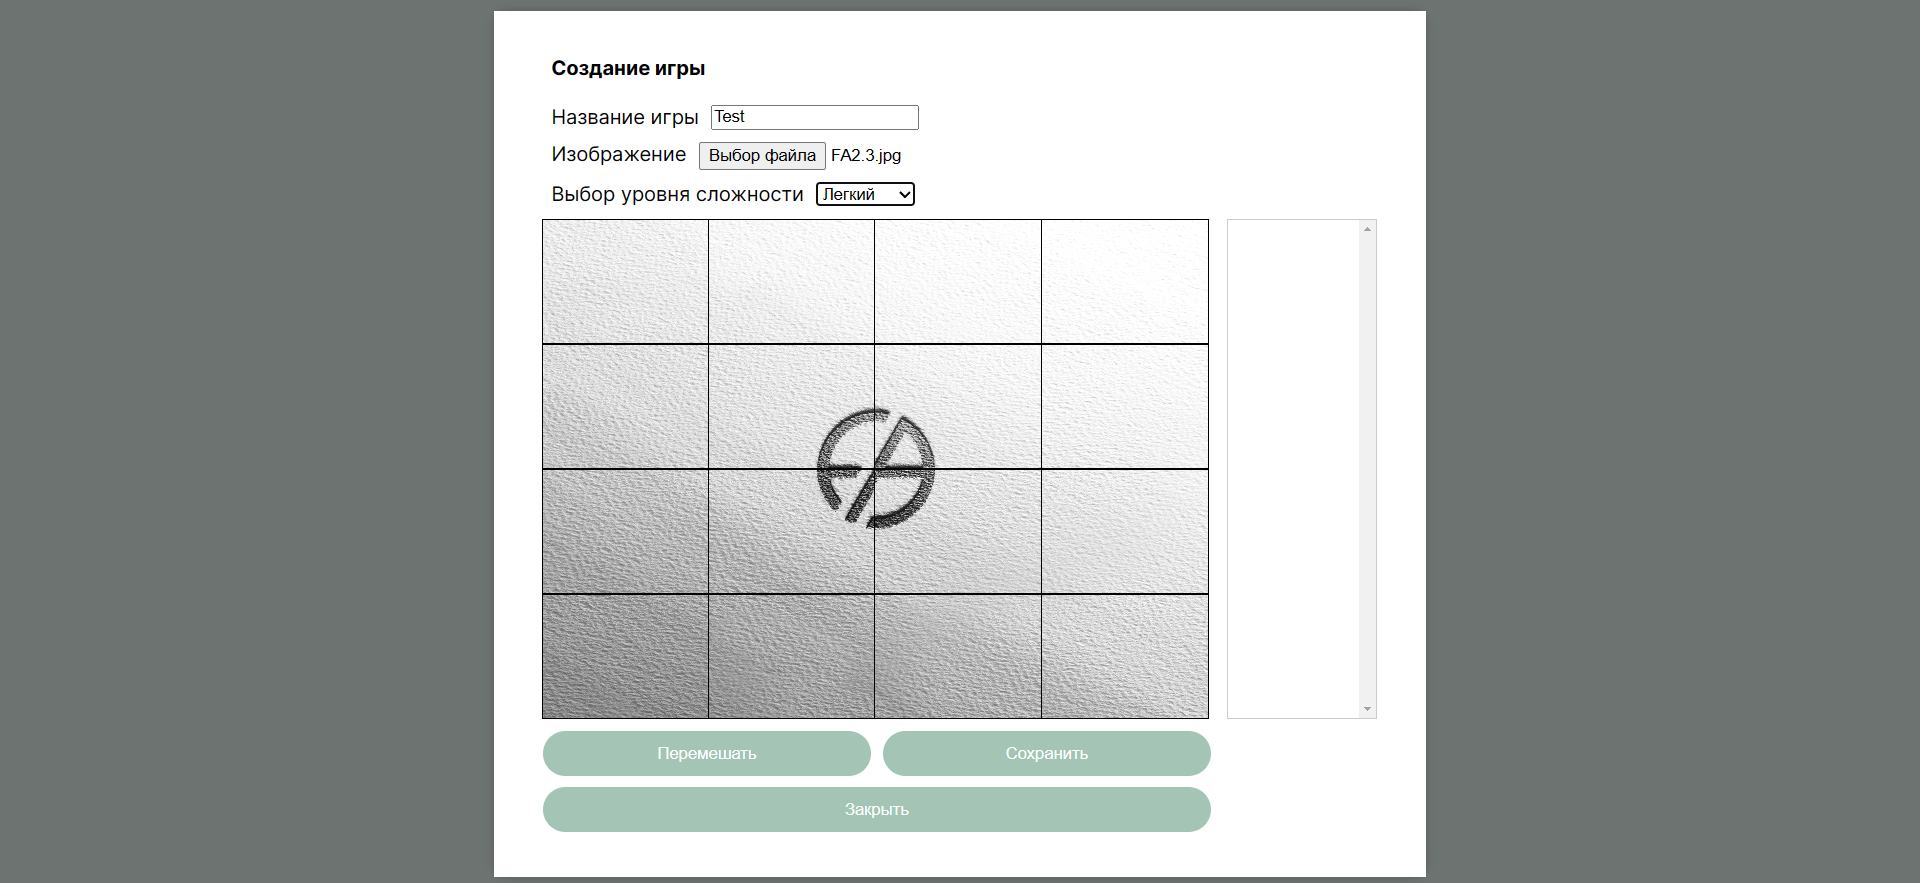 Создание игры
Название игры Test
Изображение Выбор файла FA2.3.jpg
Выбор уровня сложности Легкий
Перемешать Сохранить
Закрыть